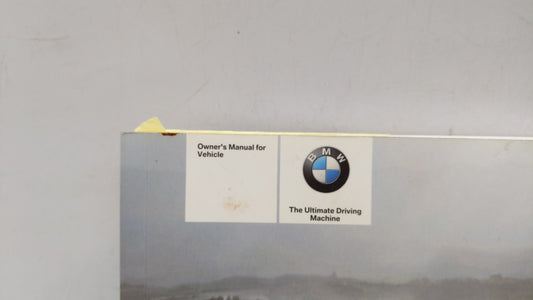 Owner's Manual for
Vehicle
BMW
The Ultimate Driving
Machine